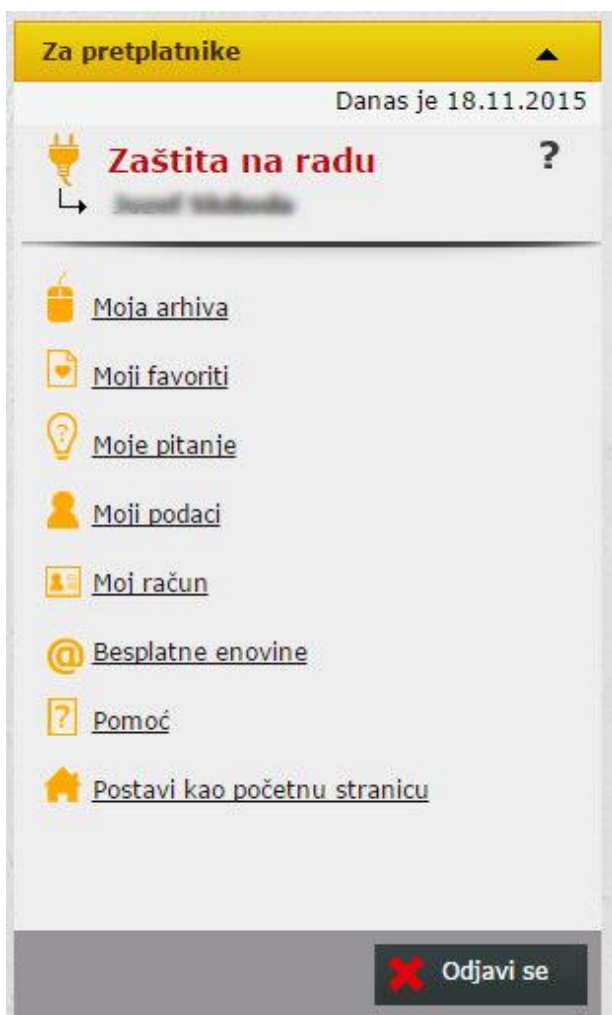 Za pretplatnike
Danas je 18.11.2015
Zaštita na radu ?
Moja arhiva
Moji favoriti
Moje pitanje
Moji podaci
Moj račun
@ Besplatne enovine
? Pomoć
Postavi kao početnu stranicu
Odjavi se